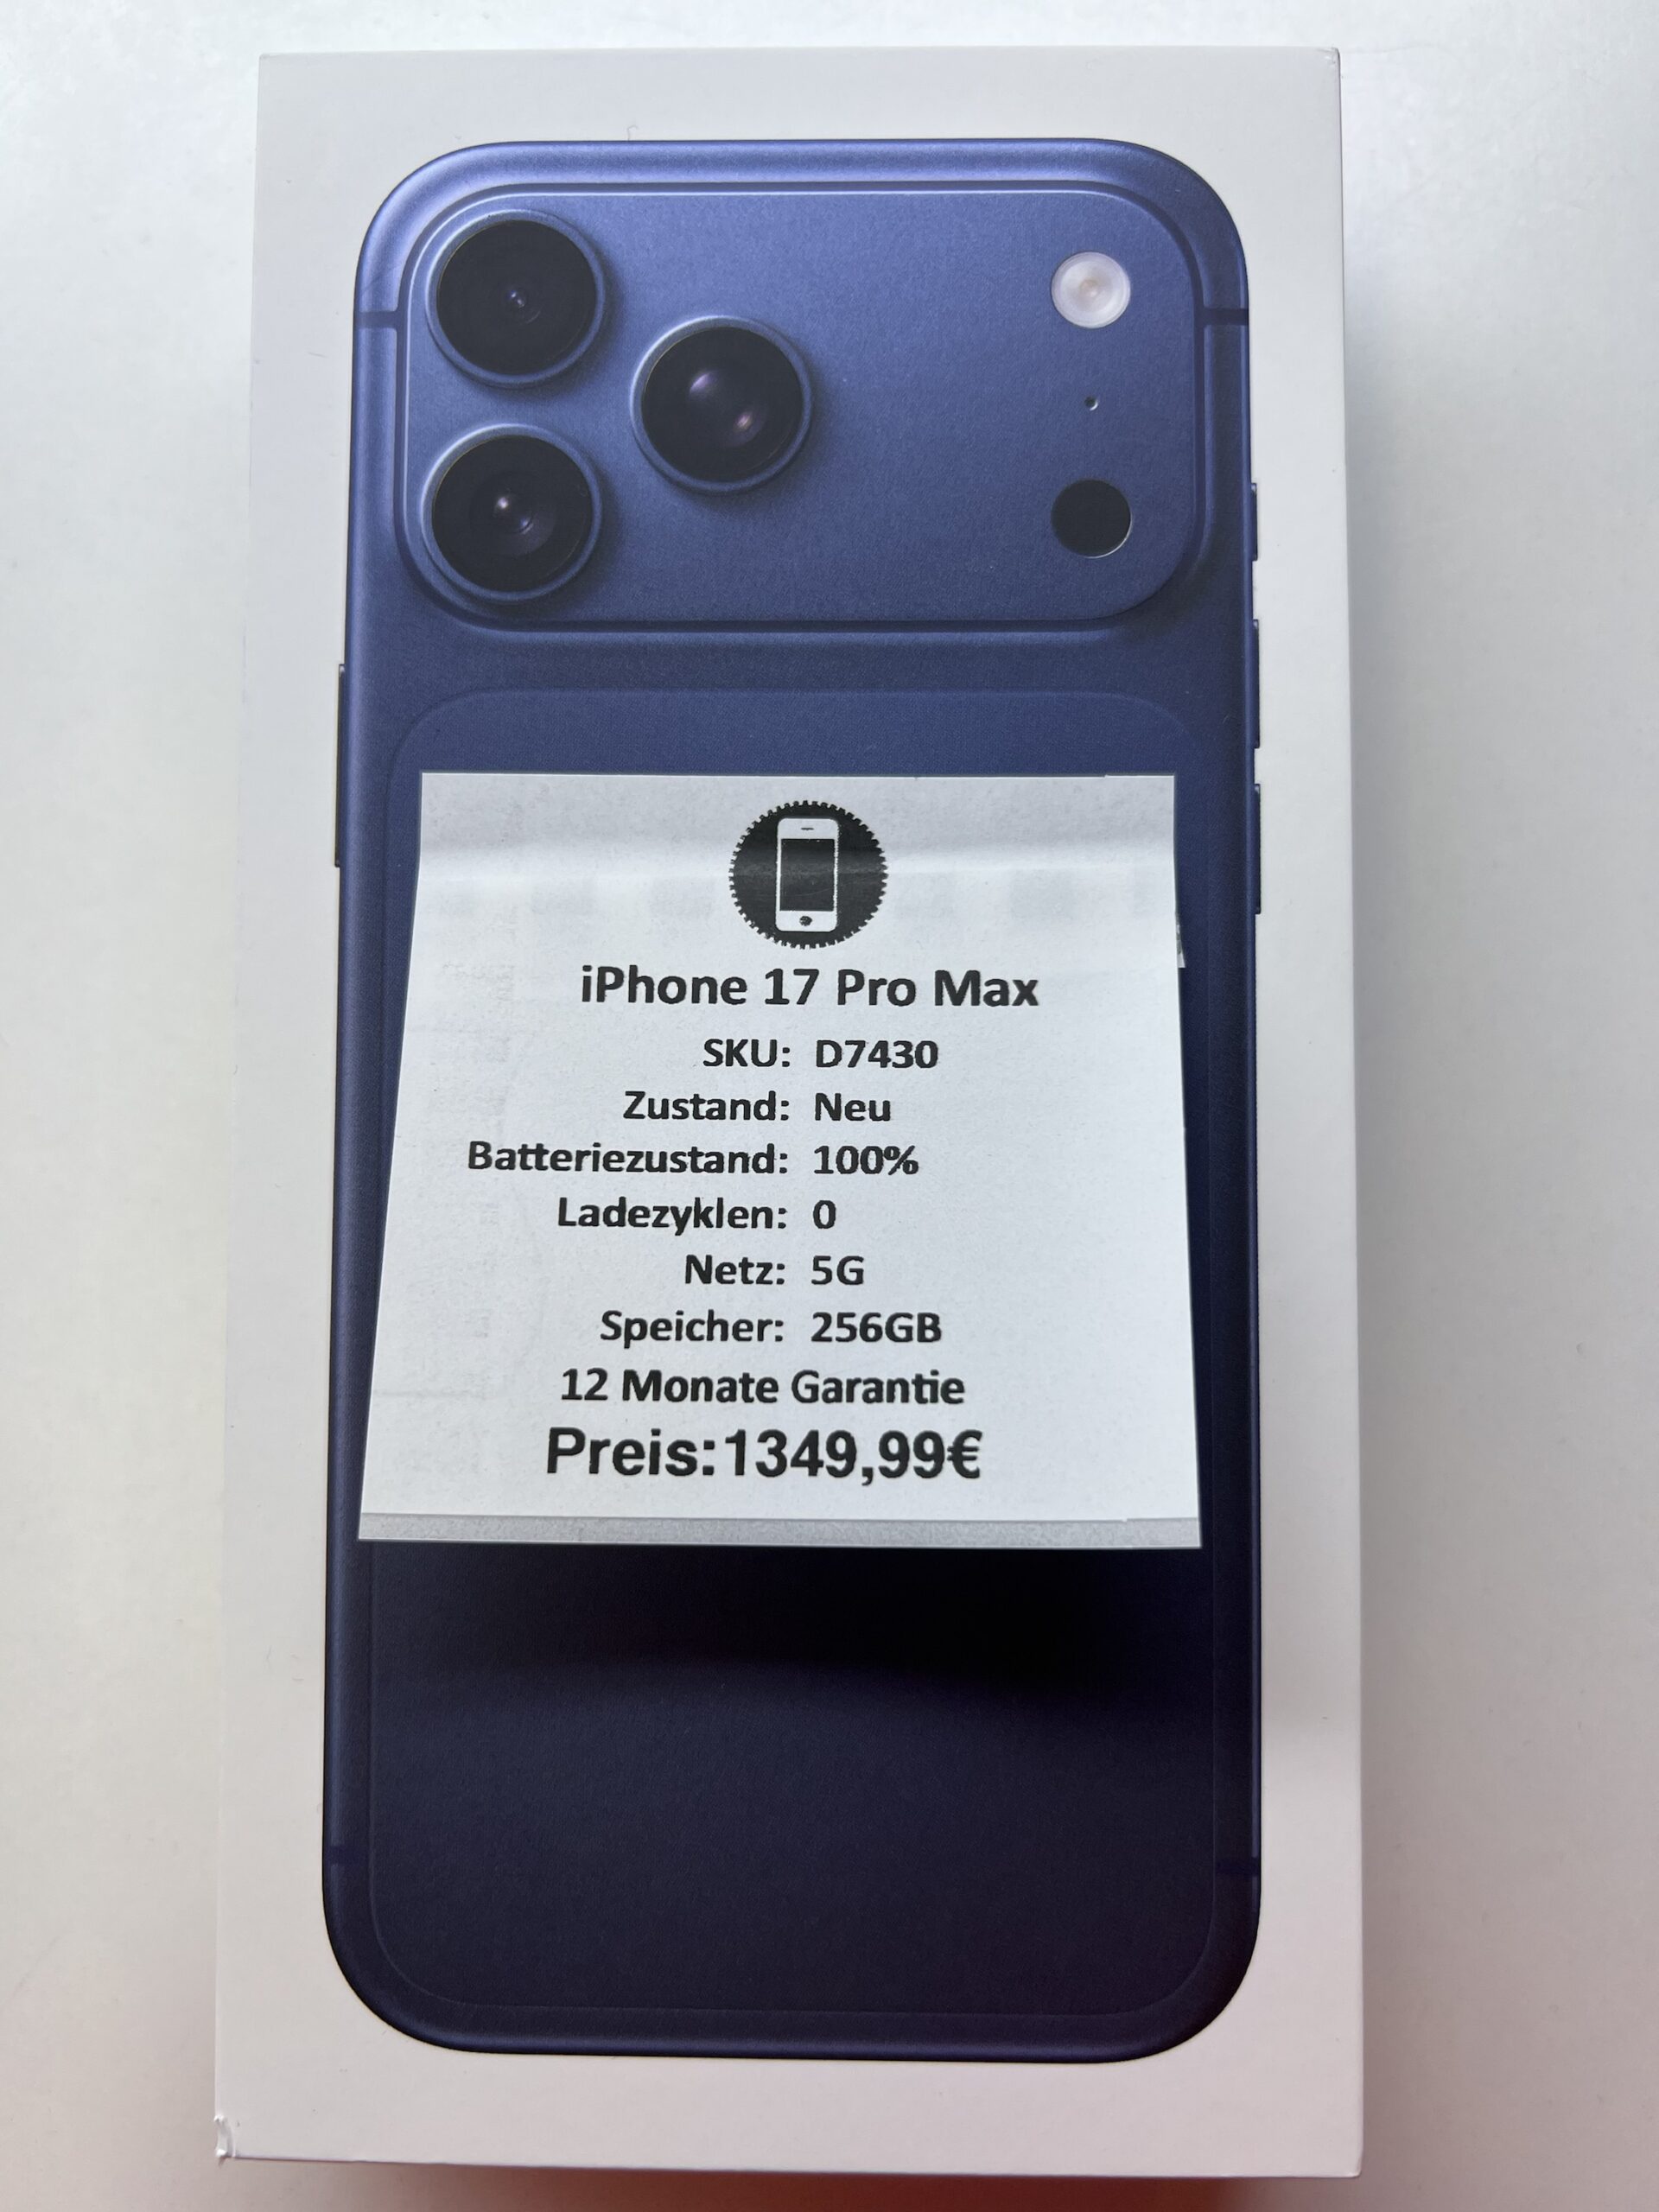 iPhone 17 Pro Max
SKU: D7430
Zustand: Neu
Batteriezustand: 100%
Ladezyklen: 0
Netz: 5G
Speicher: 256GB
12 Monate Garantie
Preis:1349,99€